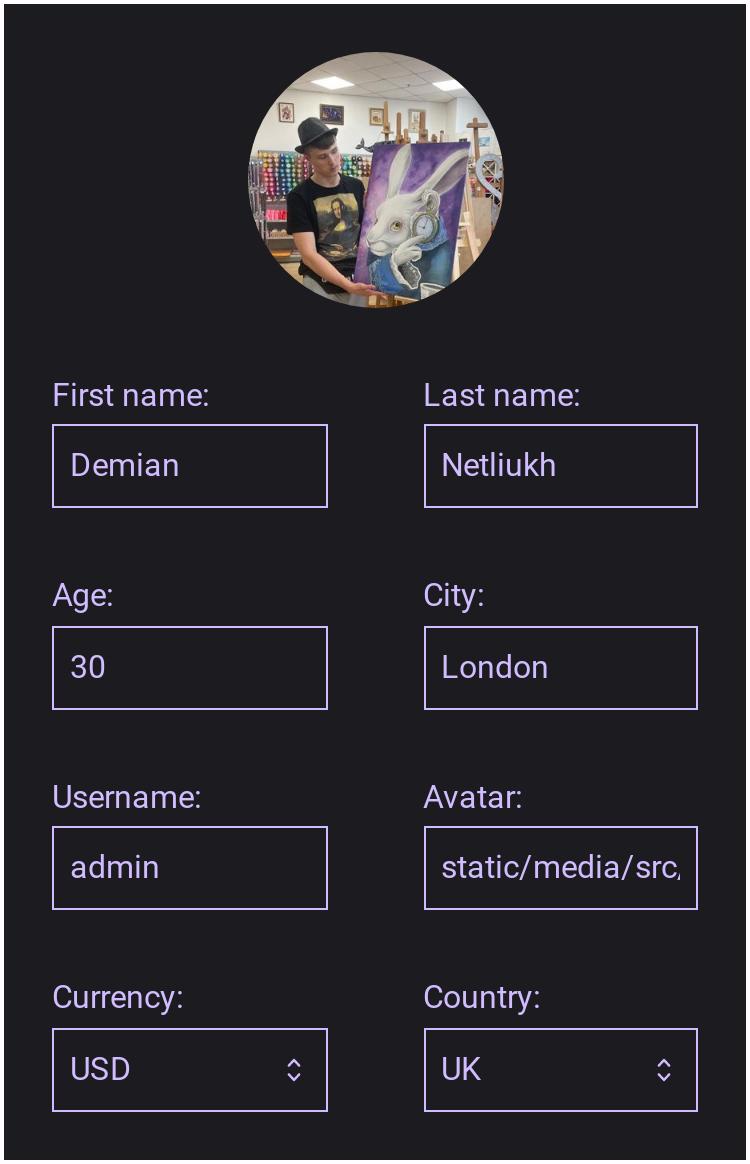 First name: Last name:
Demian Netliukh
Age: City:
30 London
Username: Avatar:
admin static/media/src/
Currency: Country:
USD UK